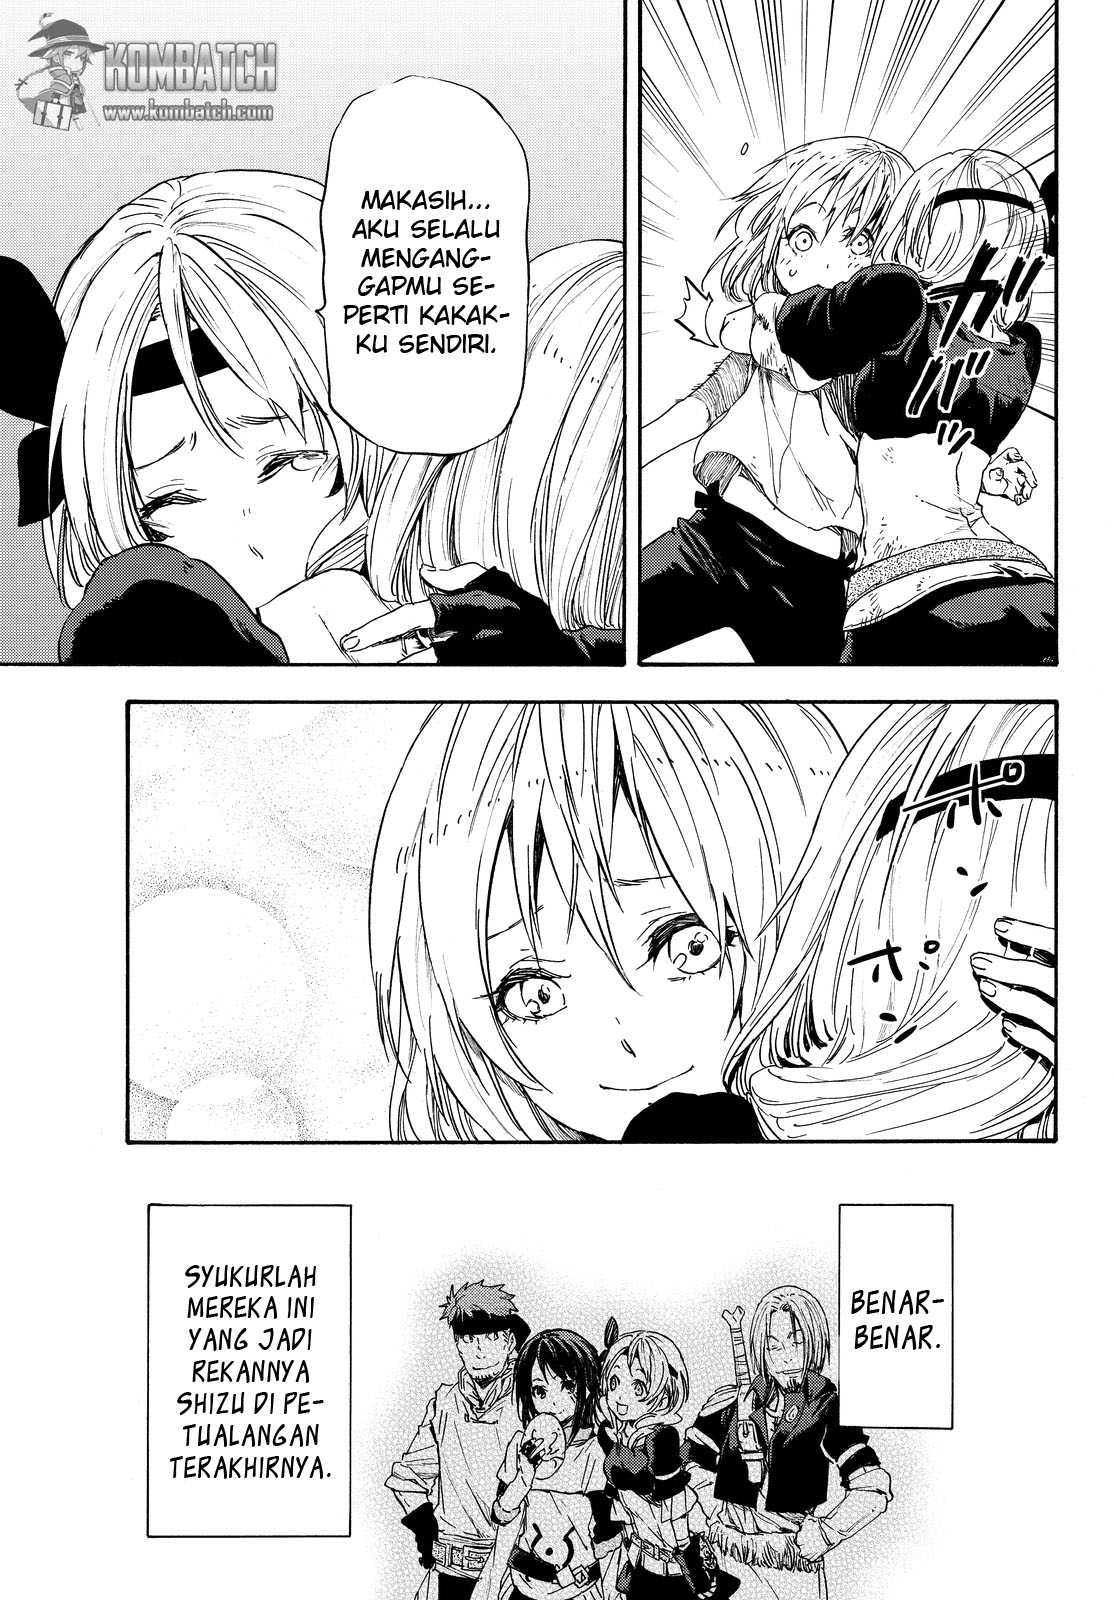 KOMBATCH
www.kombatch.com
ガバッ
MAKASIH...
AKU SELALU
MENGANG-
GAPMU SE-
PERTI KAKAK-
KU SENDIRI.
ポン
ポン
BENAR-
BENAR.
SYUKURLAH
MEREKA INI
YANG JADI
REKANNYA
SHIZU DI PE-
TUALANGAN
TERAKHIRNYA.